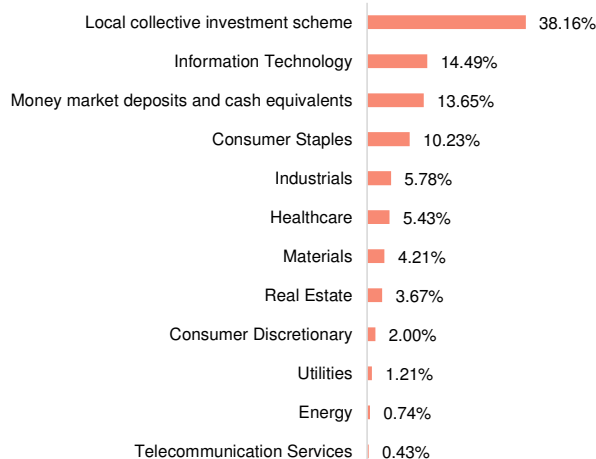 Local collective investment scheme 38.16%
Information Technology 14.49%
Money market deposits and cash equivalents 13.65%
Consumer Staples 10.23%
Industrials 5.78%
Healthcare 5.43%
Materials 4.21%
Real Estate 3.67%
Consumer Discretionary 2.00%
Utilities 1.21%
Energy 0.74%
Telecommunication Services 0.43%